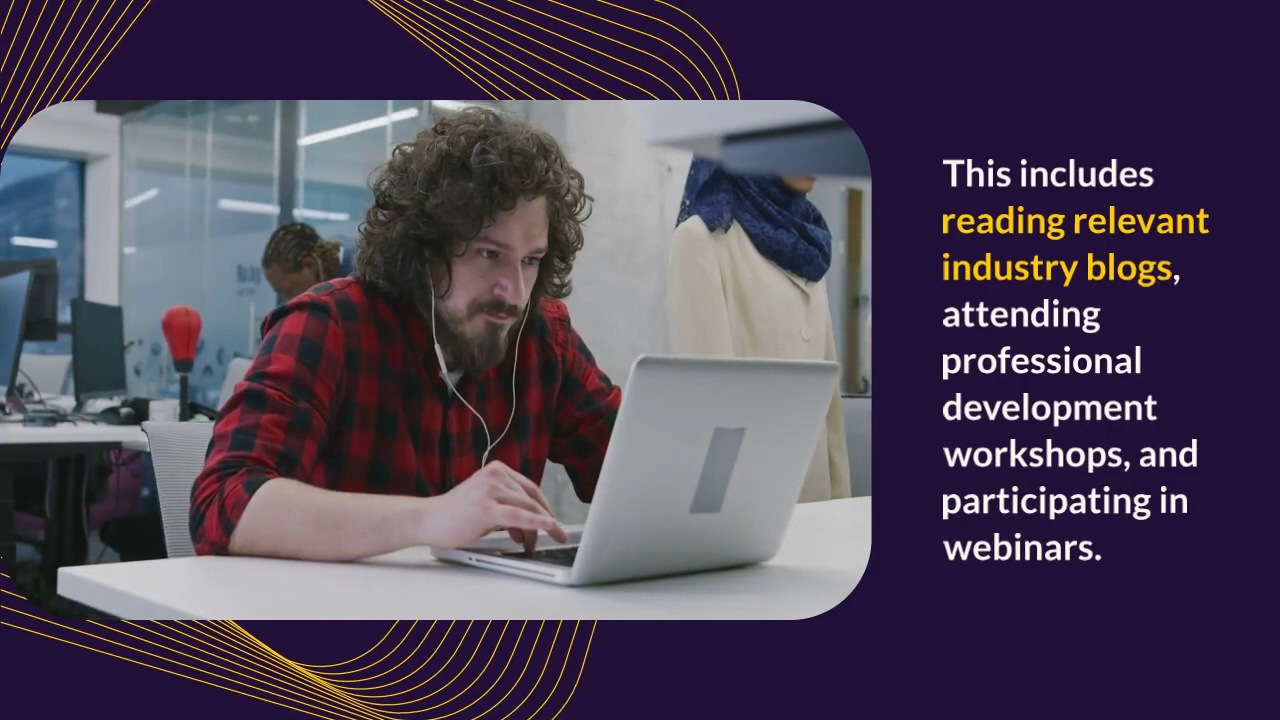 This includes
reading relevant
industry blogs,
attending
professional
development
workshops, and
participating in
webinars.